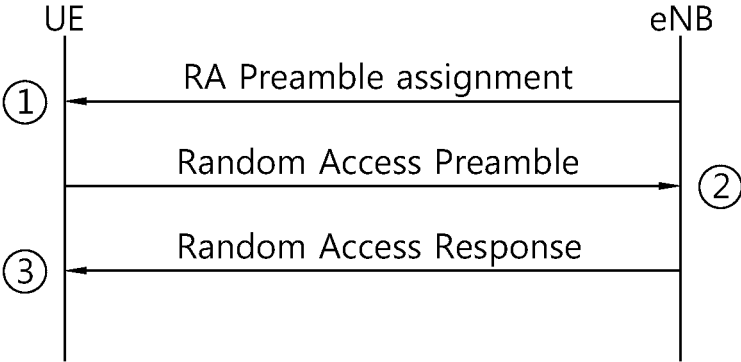 UE eNB
RA Preamble assignment
①
Random Access Preamble
②
Random Access Response
③